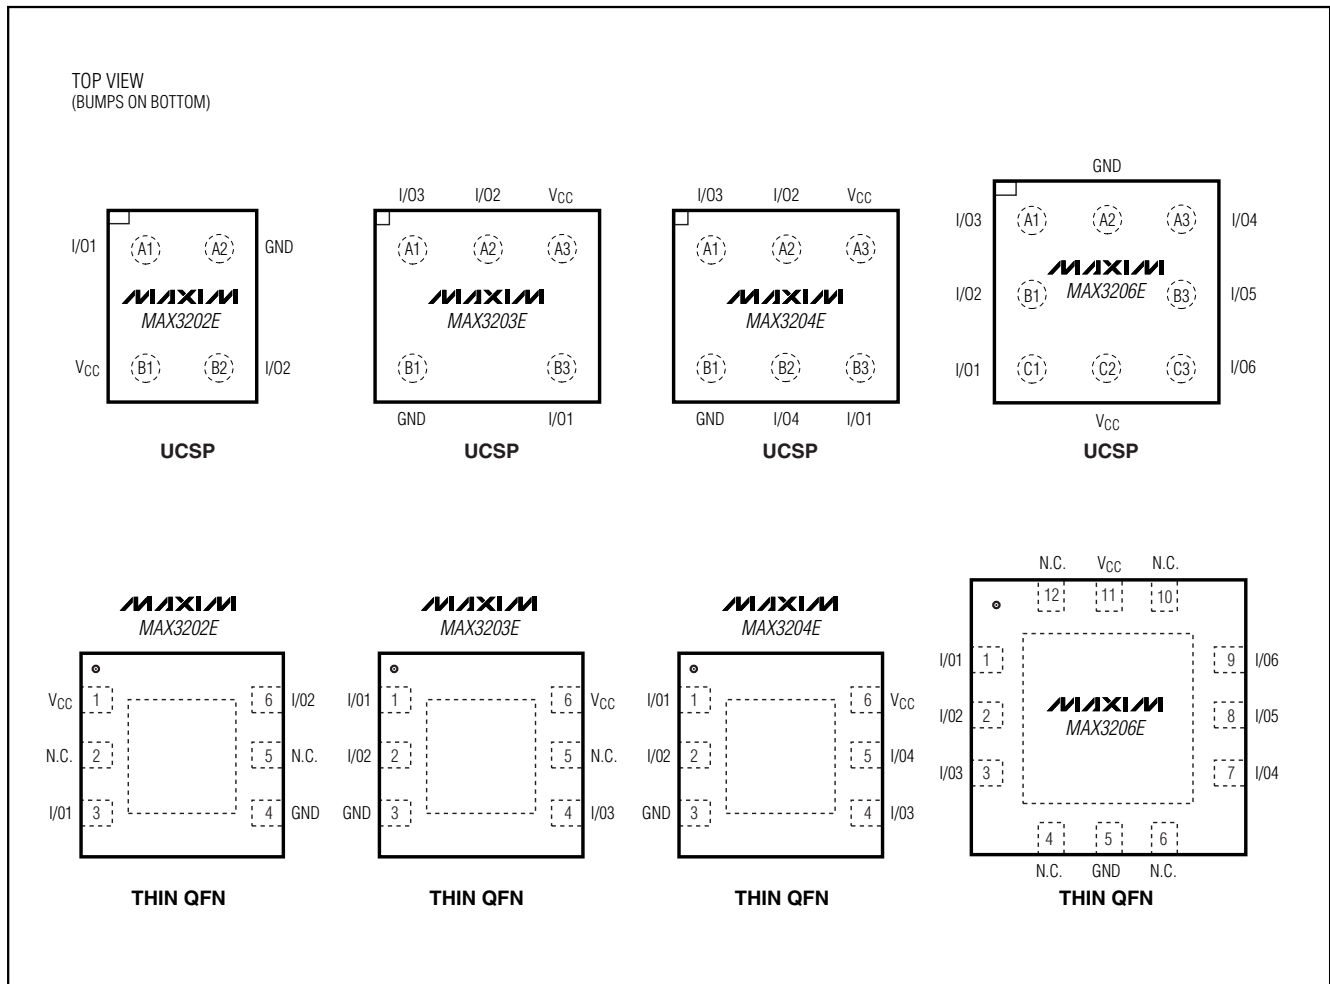 TOP VIEW
(BUMPS ON BOTTOM)
I/O3 I/O2 VCC
I/O3 I/O2 VCC
GND
I/O1 A1 A2 GND
MAXIM
MAX3202E
VCC B1 B2 I/O2
UCSP
A1 A2 A3
MAXIM
MAX3203E
B1 B3
GND I/O1
UCSP
A1 A2 A3
MAXIM
MAX3204E
B1 B2 B3
GND I/O4 I/O1
UCSP
I/O3 A1 A2 A3 I/O4
MAXIM
MAX3206E
I/O2 B1 B3 I/O5
I/O1 C1 C2 C3 I/O6
VCC
UCSP
MAXIM
MAX3202E
VCC 1 6 I/O2
N.C. 2 5 N.C.
I/O1 3 4 GND
THIN QFN
MAXIM
MAX3203E
I/O1 1 6 VCC
I/O2 2 5 N.C.
GND 3 4 I/O3
THIN QFN
MAXIM
MAX3204E
I/O1 1 6 VCC
I/O2 2 5 I/O4
GND 3 4 I/O3
THIN QFN
N.C. VCC N.C.
12 11 10
I/O1 1 9 I/O6
MAXIM
I/O2 2 8 I/O5
MAX3206E
I/O3 3 7 I/O4
4 5 6
N.C. GND N.C.
THIN QFN